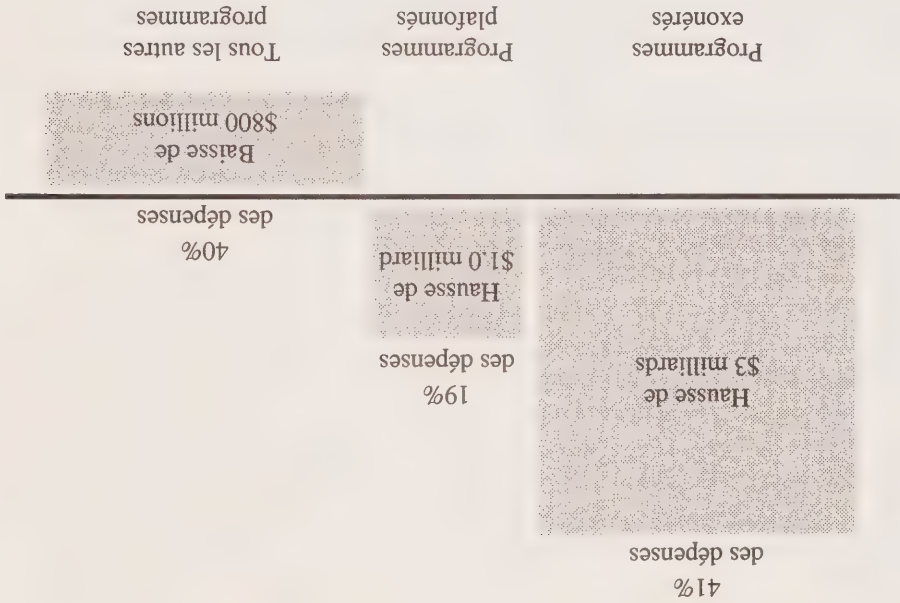 41%
des dépenses
Hausse de
$3 milliards
19%
des dépenses
Hausse de
$1.0 milliard
40%
des dépenses
Baisse de
$800 millions
Programmes
exonérés
Programmes
plafonnés
Tous les autres
programmes